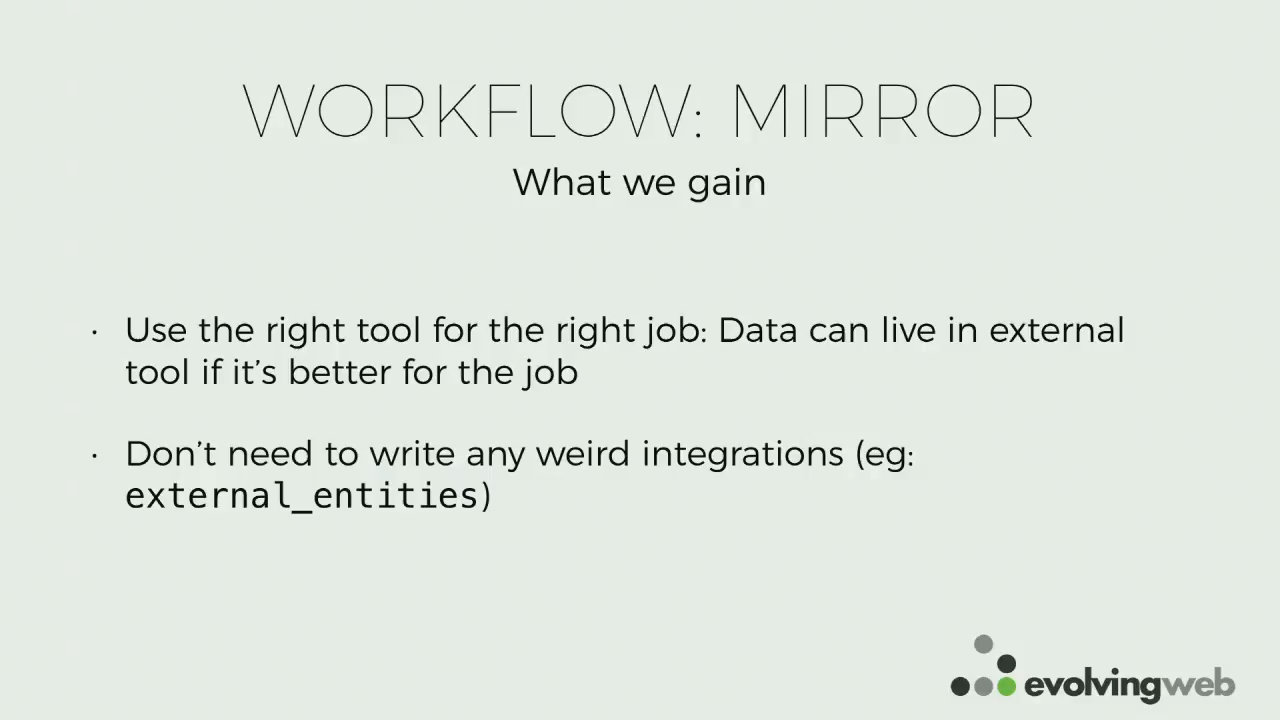 WORKFLOW: MIRROR
What we gain
· Use the right tool for the right job: Data can live in external
tool if it’s better for the job
· Don’t need to write any weird integrations (eg:
external_entities)
evolvingweb